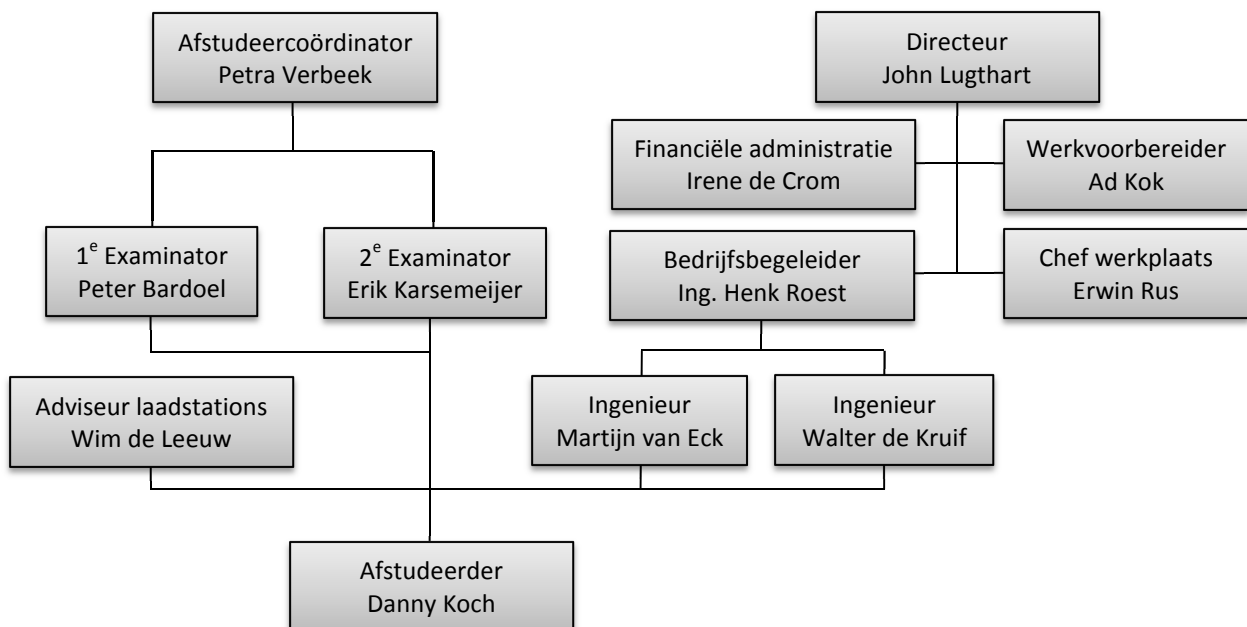 Afstudeercoördinator
Petra Verbeek
Directeur
John Lugthart
Financiële administratie
Irene de Crom
Werkvoorbereider
Ad Kok
1e Examinator
Peter Bardoel
2e Examinator
Erik Karsemeijer
Bedrijfsbegeleider
Ing. Henk Roest
Chef werkplaats
Erwin Rus
Adviseur laadstations
Wim de Leeuw
Ingenieur
Martijn van Eck
Ingenieur
Walter de Kruif
Afstudeerder
Danny Koch